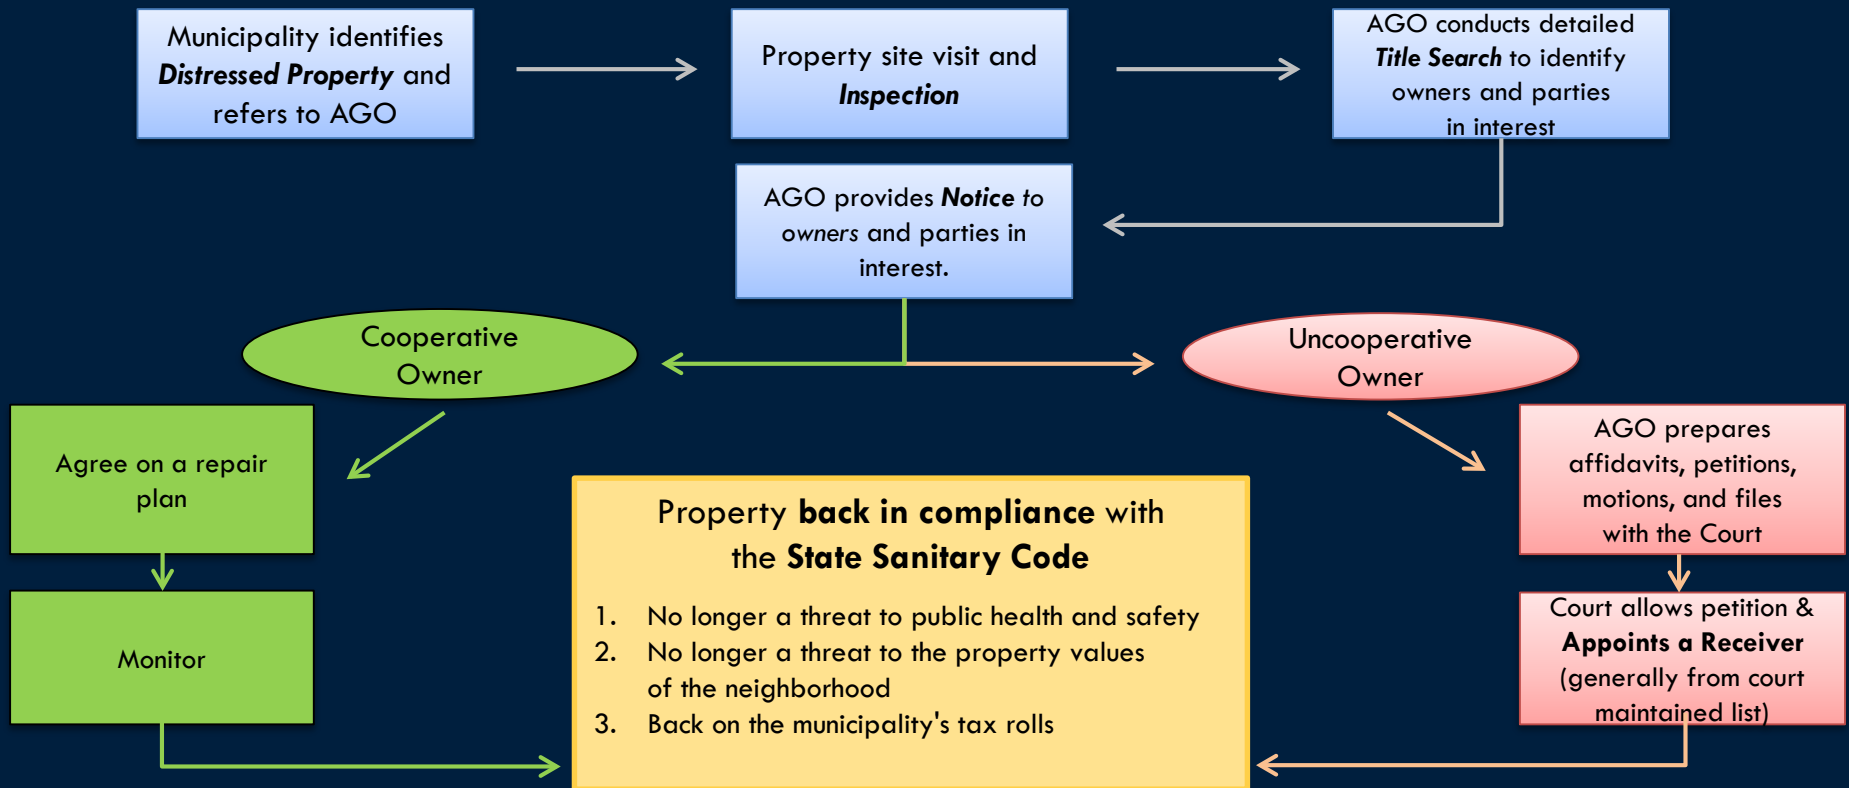 Municipality identifies
Distressed Property and
refers to AGO
Property site visit and
Inspection
AGO conducts detailed
Title Search to identify
owners and parties
in interest
AGO provides Notice to
owners and parties in
interest.
Cooperative
Owner
Uncooperative
Owner
Agree on a repair
plan
Monitor
AGO prepares
affidavits, petitions,
motions, and files
with the Court
Court allows petition &
Appoints a Receiver
(generally from court
maintained list)
Property back in compliance with
the State Sanitary Code
1. No longer a threat to public health and safety
2. No longer a threat to the property values
of the neighborhood
3. Back on the municipality's tax rolls